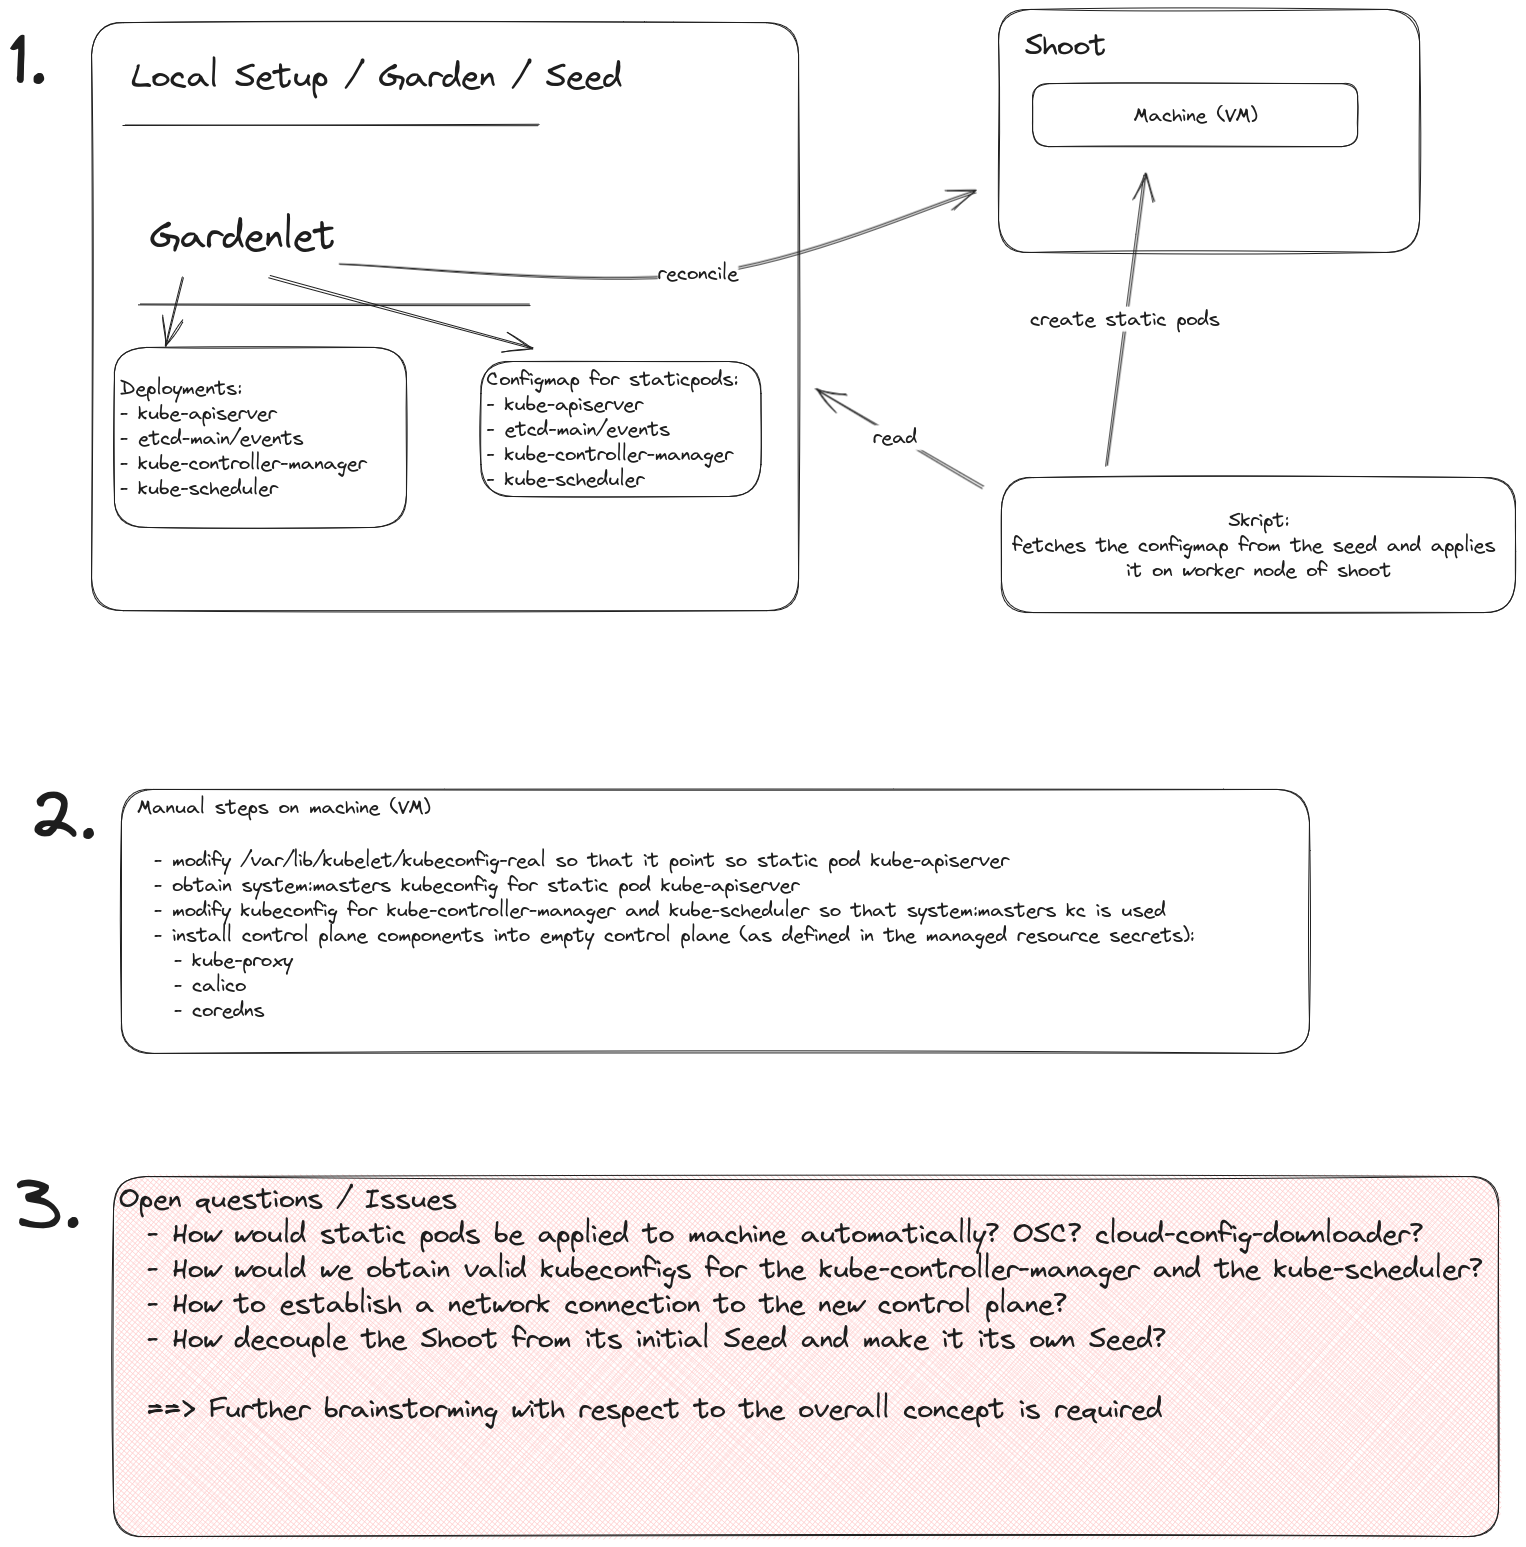 1.
Local Setup / Garden / Seed
Gardenlet
reconcile
Deployments:
- kube-apiserver
- etcd-main/events
- kube-controller-manager
- kube-scheduler
Configmap for staticpods:
- kube-apiserver
- etcd-main/events
- kube-controller-manager
- kube-scheduler
Shoot
Machine (VM)
create static pods
read
Skript:
fetches the configmap from the seed and applies
it on worker node of shoot
2.
Manual steps on machine (VM)
- modify /var/lib/kubelet/kubeconfig-real so that it point so static pod kube-apiserver
- obtain system:masters kubeconfig for static pod kube-apiserver
- modify kubeconfig for kube-controller-manager and kube-scheduler so that system:masters kc is used
- install control plane components into empty control plane (as defined in the managed resource secrets):
- kube-proxy
- calico
- coredns
3.
Open questions / Issues
- How would static pods be applied to machine automatically? OSC? cloud-config-downloader?
- How would we obtain valid kubeconfigs for the kube-controller-manager and the kube-scheduler?
- How to establish a network connection to the new control plane?
- How decouple the Shoot from its initial Seed and make it its own Seed?
==> Further brainstorming with respect to the overall concept is required